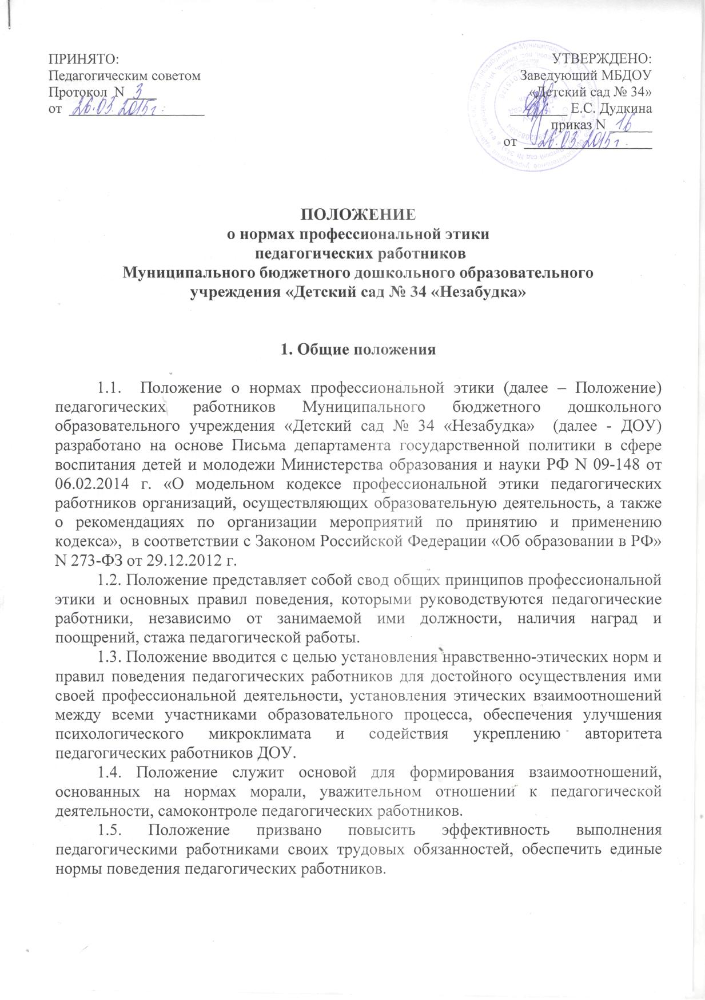 ПРИНЯТО:
Педагогическим советом
Протокол N 3
от 26.03.2015г.
УТВЕРЖДЕНО:
Заведующий МБДОУ
«Детский сад № 34»
Е.С. Дудкина
приказ N 16
от 26.03.2015г.
ПОЛОЖЕНИЕ
о нормах профессиональной этики
педагогических работников
Муниципального бюджетного дошкольного образовательного
учреждения «Детский сад № 34 «Незабудка»
1. Общие положения
1.1. Положение о нормах профессиональной этики (далее – Положение)
педагогических работников Муниципального бюджетного дошкольного
образовательного учреждения «Детский сад № 34 «Незабудка» (далее - ДОУ)
разработано на основе Письма департамента государственной политики в сфере
воспитания детей и молодежи Министерства образования и науки РФ N 09-148 от
06.02.2014 г. «О модельном кодексе профессиональной этики педагогических
работников организаций, осуществляющих образовательную деятельность, а также
о рекомендациях по организации мероприятий по принятию и применению
кодекса», в соответствии с Законом Российской Федерации «Об образовании в РФ»
N 273-ФЗ от 29.12.2012 г.
1.2. Положение представляет собой свод общих принципов профессиональной
этики и основных правил поведения, которыми руководствуются педагогические
работники, независимо от занимаемой ими должности, наличия наград и
поощрений, стажа педагогической работы.
1.3. Положение вводится с целью установления нравственно-этических норм и
правил поведения педагогических работников для достойного осуществления ими
своей профессиональной деятельности, установления этических взаимоотношений
между всеми участниками образовательного процесса, обеспечения улучшения
психологического микроклимата и содействия укреплению авторитета
педагогических работников ДОУ.
1.4. Положение служит основой для формирования взаимоотношений,
основанных на нормах морали, уважительном отношении к педагогической
деятельности, самоконтроле педагогических работников.
1.5. Положение призвано повысить эффективность выполнения
педагогическими работниками своих трудовых обязанностей, обеспечить единые
нормы поведения педагогических работников.